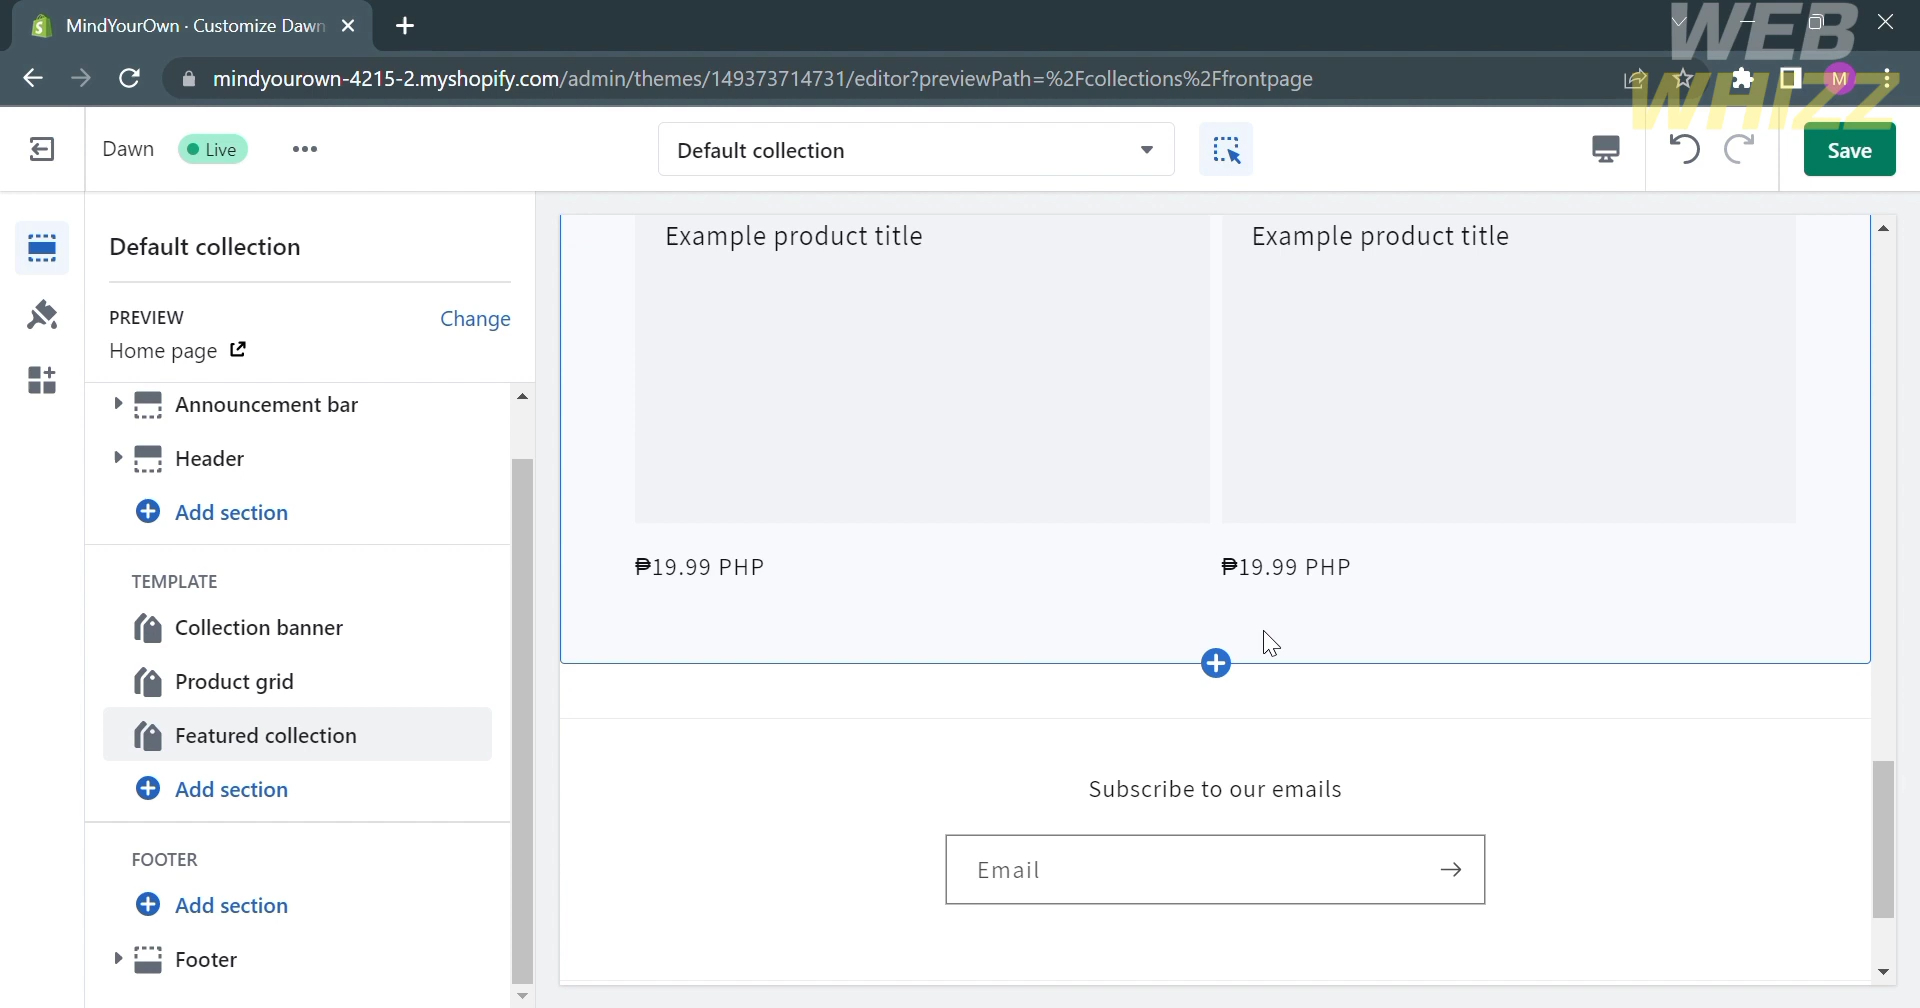 MindYourOwn · Customize Dawn
WEB
WHIZZ
mindyourown-4215-2.myshopify.com/admin/themes/149373714731/editor?previewPath=%2Fcollections%2Ffrontpage
M
Dawn
Live
Default collection
Save
Default collection
PREVIEW
Change
Home page
Announcement bar
Header
Add section
TEMPLATE
Collection banner
Product grid
Featured collection
Add section
FOOTER
Add section
Footer
Example product title
Example product title
₱19.99 PHP
₱19.99 PHP
Subscribe to our emails
Email